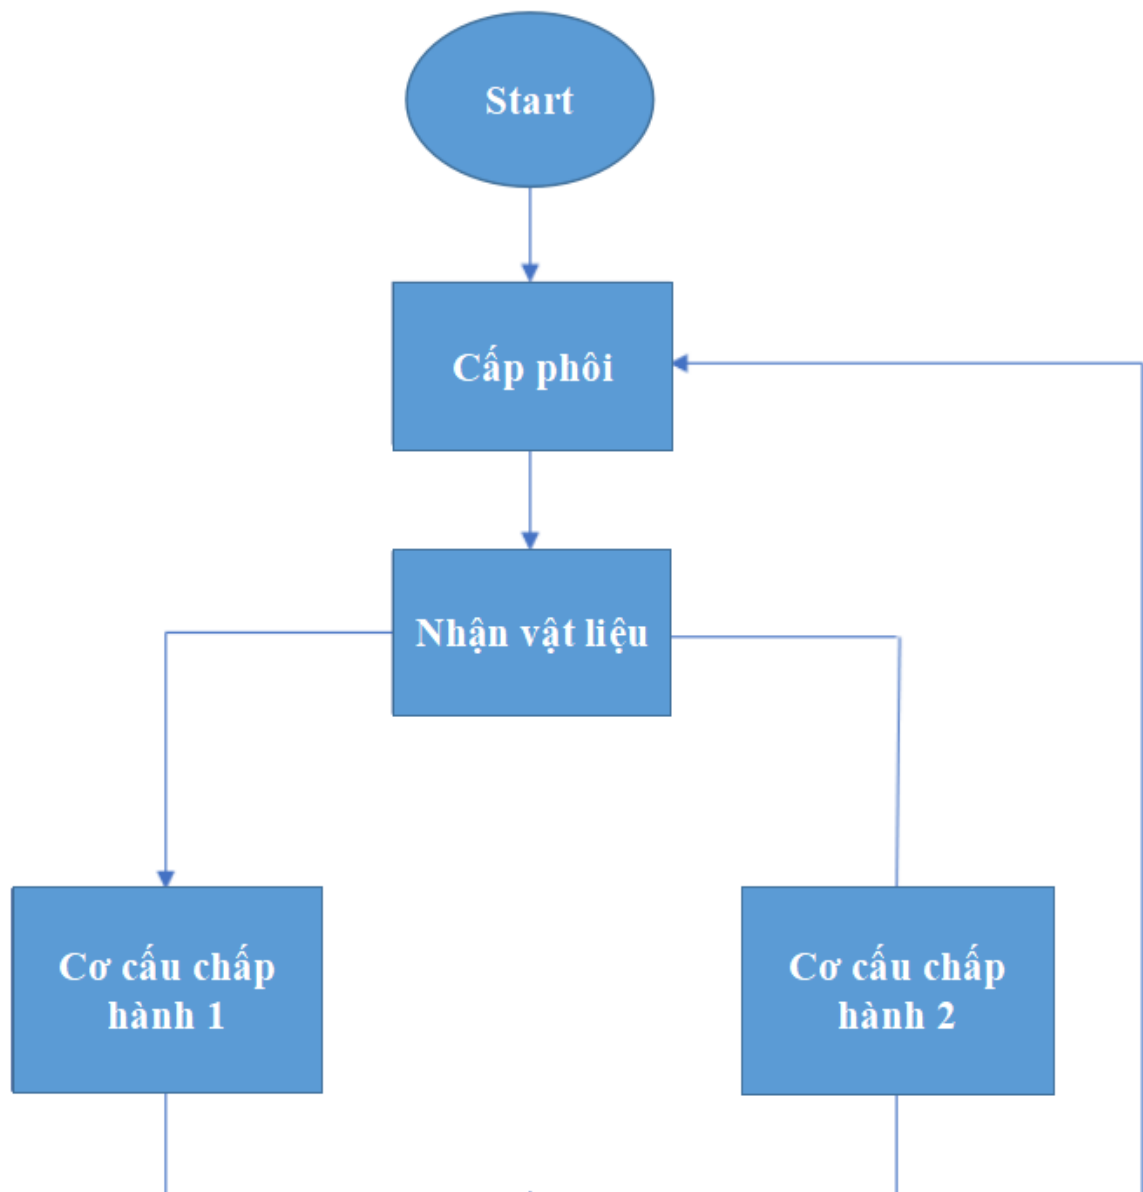 Start
Cấp phôi
Nhận vật liệu
Cơ cấu chấp
hành 1
Cơ cấu chấp
hành 2